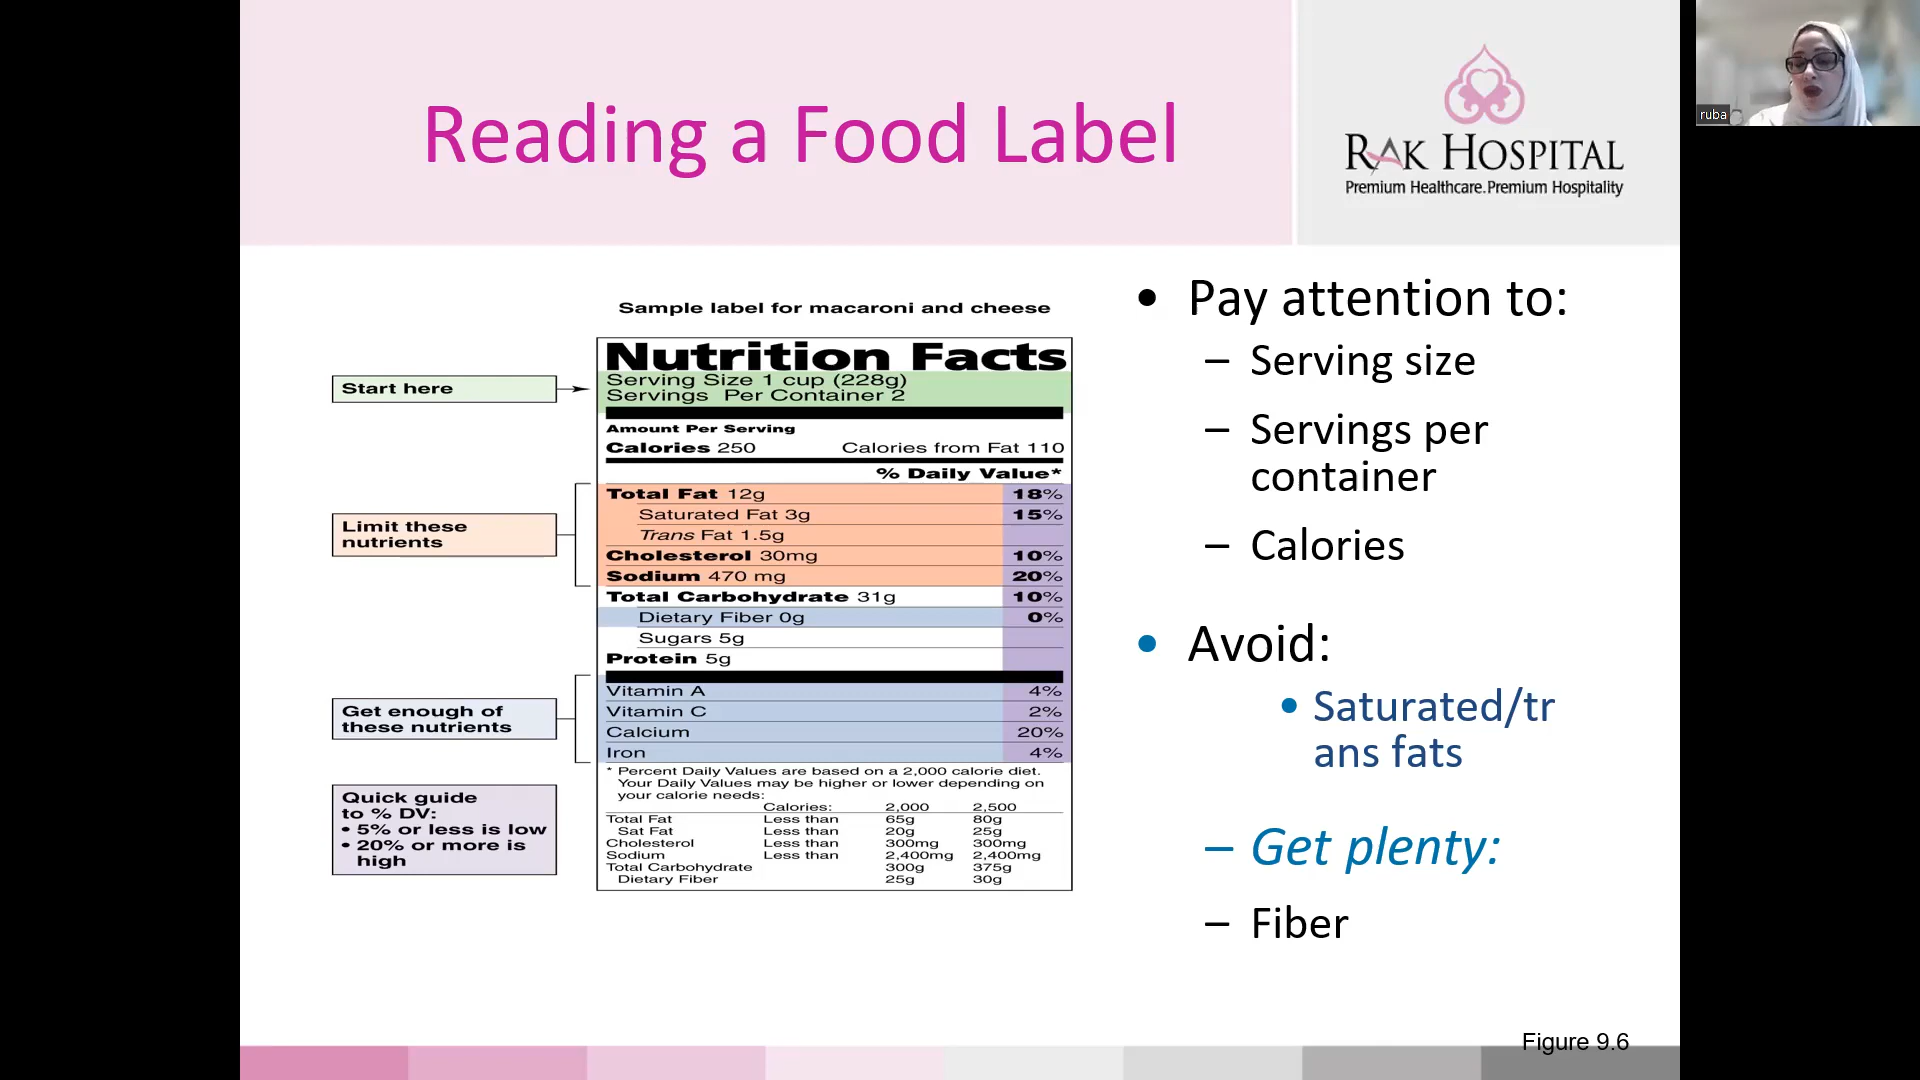 Reading a Food Label
RAK HOSPITAL
Premium Healthcare.Premium Hospitality
ruba
Sample label for macaroni and cheese
Start here
Limit these
nutrients
Get enough of
these nutrients
Quick guide
to % DV:
• 5% or less is low
• 20% or more is
high
Nutrition Facts
Serving Size 1 cup (228g)
Servings Per Container 2
Amount Per Serving
Calories 250 Calories from Fat 110
% Daily Value*
Total Fat 12g 18%
Saturated Fat 3g 15%
Trans Fat 1.5g
Cholesterol 30mg 10%
Sodium 470 mg 20%
Total Carbohydrate 31g 10%
Dietary Fiber 0g 0%
Sugars 5g
Protein 5g
Vitamin A 4%
Vitamin C 2%
Calcium 20%
Iron 4%
* Percent Daily Values are based on a 2,000 calorie diet.
Your Daily Values may be higher or lower depending on
your calorie needs:
Calories: 2,000 2,500
Total Fat Less than 65g 80g
Sat Fat Less than 20g 25g
Cholesterol Less than 300mg 300mg
Sodium Less than 2,400mg 2,400mg
Total Carbohydrate 300g 375g
Dietary Fiber 25g 30g
• Pay attention to:
– Serving size
– Servings per
container
– Calories
• Avoid:
• Saturated/tr
ans fats
– Get plenty:
– Fiber
Figure 9.6